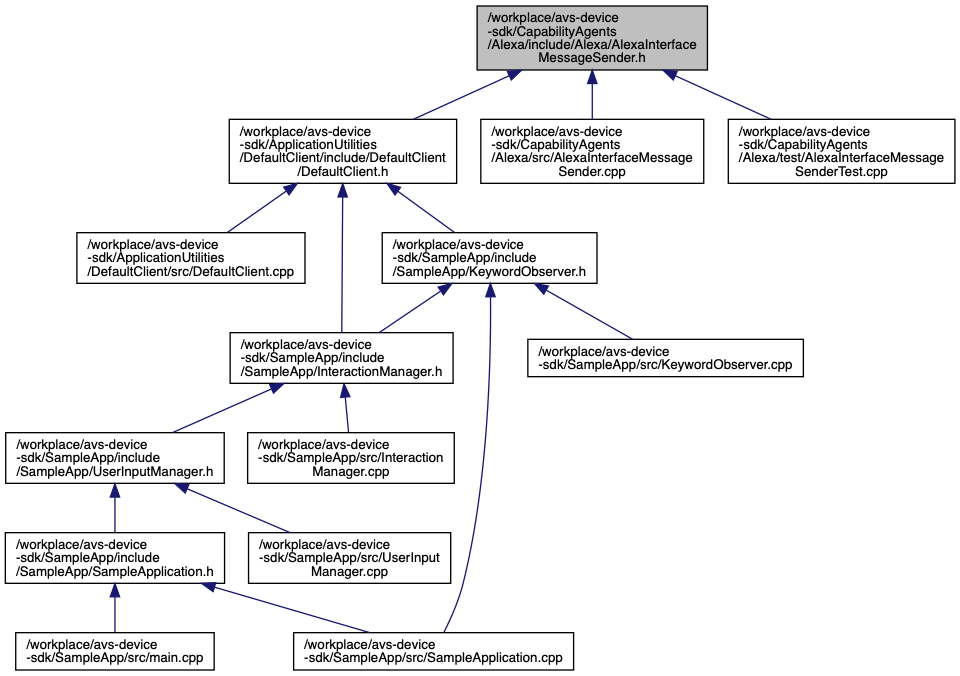 /workplace/avs-device
-sdk/CapabilityAgents
/Alexa/include/Alexa/AlexaInterface
MessageSender.h
/workplace/avs-device
-sdk/ApplicationUtilities
/DefaultClient/include/DefaultClient
/DefaultClient.h
/workplace/avs-device
-sdk/CapabilityAgents
/Alexa/src/AlexaInterfaceMessage
Sender.cpp
/workplace/avs-device
-sdk/CapabilityAgents
/Alexa/test/AlexaInterfaceMessage
SenderTest.cpp
/workplace/avs-device
-sdk/ApplicationUtilities
/DefaultClient/src/DefaultClient.cpp
/workplace/avs-device
-sdk/SampleApp/include
/SampleApp/KeywordObserver.h
/workplace/avs-device
-sdk/SampleApp/include
/SampleApp/InteractionManager.h
/workplace/avs-device
-sdk/SampleApp/src/KeywordObserver.cpp
/workplace/avs-device
-sdk/SampleApp/include
/SampleApp/UserInputManager.h
/workplace/avs-device
-sdk/SampleApp/src/Interaction
Manager.cpp
/workplace/avs-device
-sdk/SampleApp/include
/SampleApp/SampleApplication.h
/workplace/avs-device
-sdk/SampleApp/src/UserInput
Manager.cpp
/workplace/avs-device
-sdk/SampleApp/src/main.cpp
/workplace/avs-device
-sdk/SampleApp/src/SampleApplication.cpp